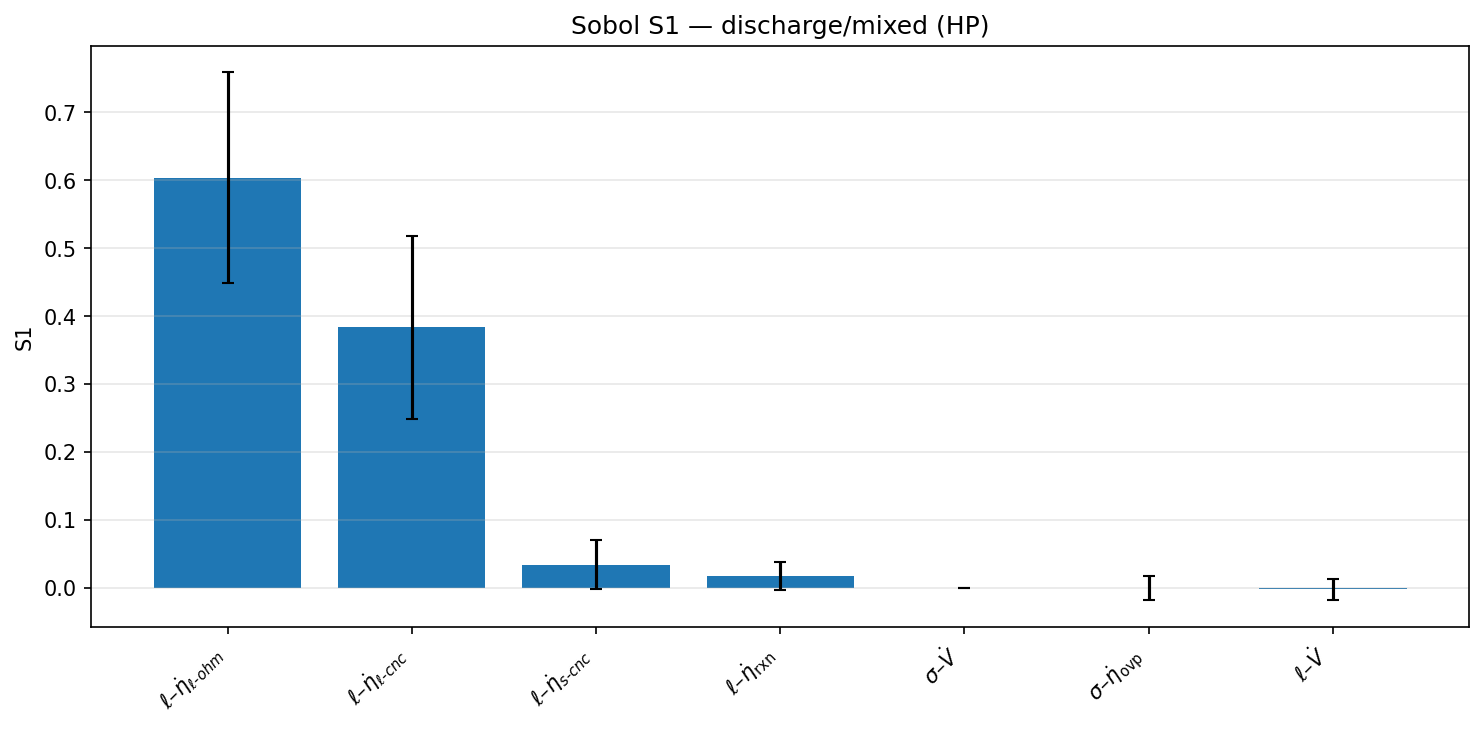 Sobol S1 — discharge/mixed (HP)
S1
0.7
0.6
0.5
0.4
0.3
0.2
0.1
0.0
ℓ–η̇ℓ-ohm
ℓ–η̇ℓ-cnc
ℓ–η̇s-cnc
ℓ–η̇rxn
σ–V̇
σ–η̇ovp
ℓ–V̇